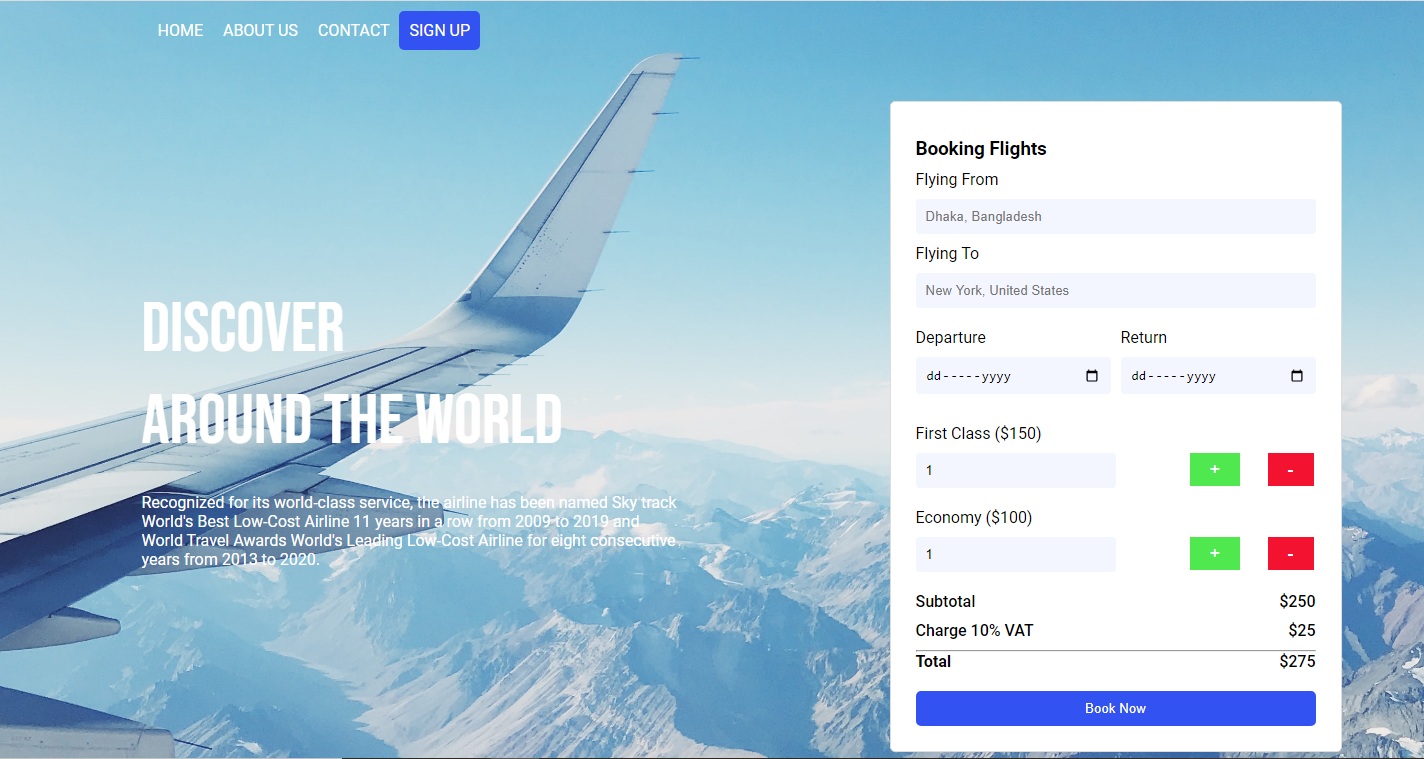 HOME ABOUT US CONTACT SIGN UP
DISCOVER
AROUND THE WORLD
Recognized for its world-class service, the airline has been named Sky track
World's Best Low-Cost Airline 11 years in a row from 2009 to 2019 and
World Travel Awards World's Leading Low-Cost Airline for eight consecutive
years from 2013 to 2020.
Booking Flights
Flying From
Dhaka, Bangladesh
Flying To
New York, United States
Departure Return
dd-----yyyy dd-----yyyy
First Class ($150)
1 + -
Economy ($100)
1 + -
Subtotal $250
Charge 10% VAT $25
Total $275
Book Now